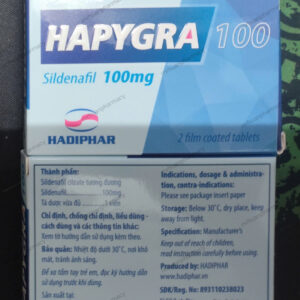 HAPYGRA 100
Sildenafil 100mg
HADIPHAR
2 film coated tablets
Thành phần:
Sildenafil citrate tương đương
Sildenafil 100mg
Tá dược vừa đủ 1 viên
Chỉ định, chống chỉ định, liều dùng -
cách dùng và các thông tin khác:
Xem tờ hướng dẫn sử dụng kèm theo.
Bảo quản: Nhiệt độ dưới 30°C, nơi khô
mát, tránh ánh sáng.
Để xa tầm tay trẻ em, đọc kỹ hướng dẫn
sử dụng trước khi dùng.
Sản xuất tại:
Indications, dosage & administra-
tion, contra-indications:
Please see package insert paper
Storage: Below 30°C, dry place, keep
away from light.
Specification: Manufacturer's
Keep out of reach of children,
read instruction carefully before use.
Produced by: HADIPHAR
www.hadiphar.vn
SĐK/Reg. No: 893110238023